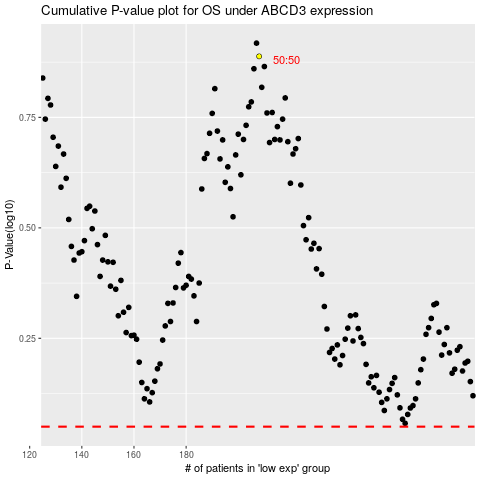 Cumulative P-value plot for OS under ABCD3 expression
50:50
0.75
0.50
0.25
P-Value(log10)
120 140 160 180
# of patients in 'low exp' group